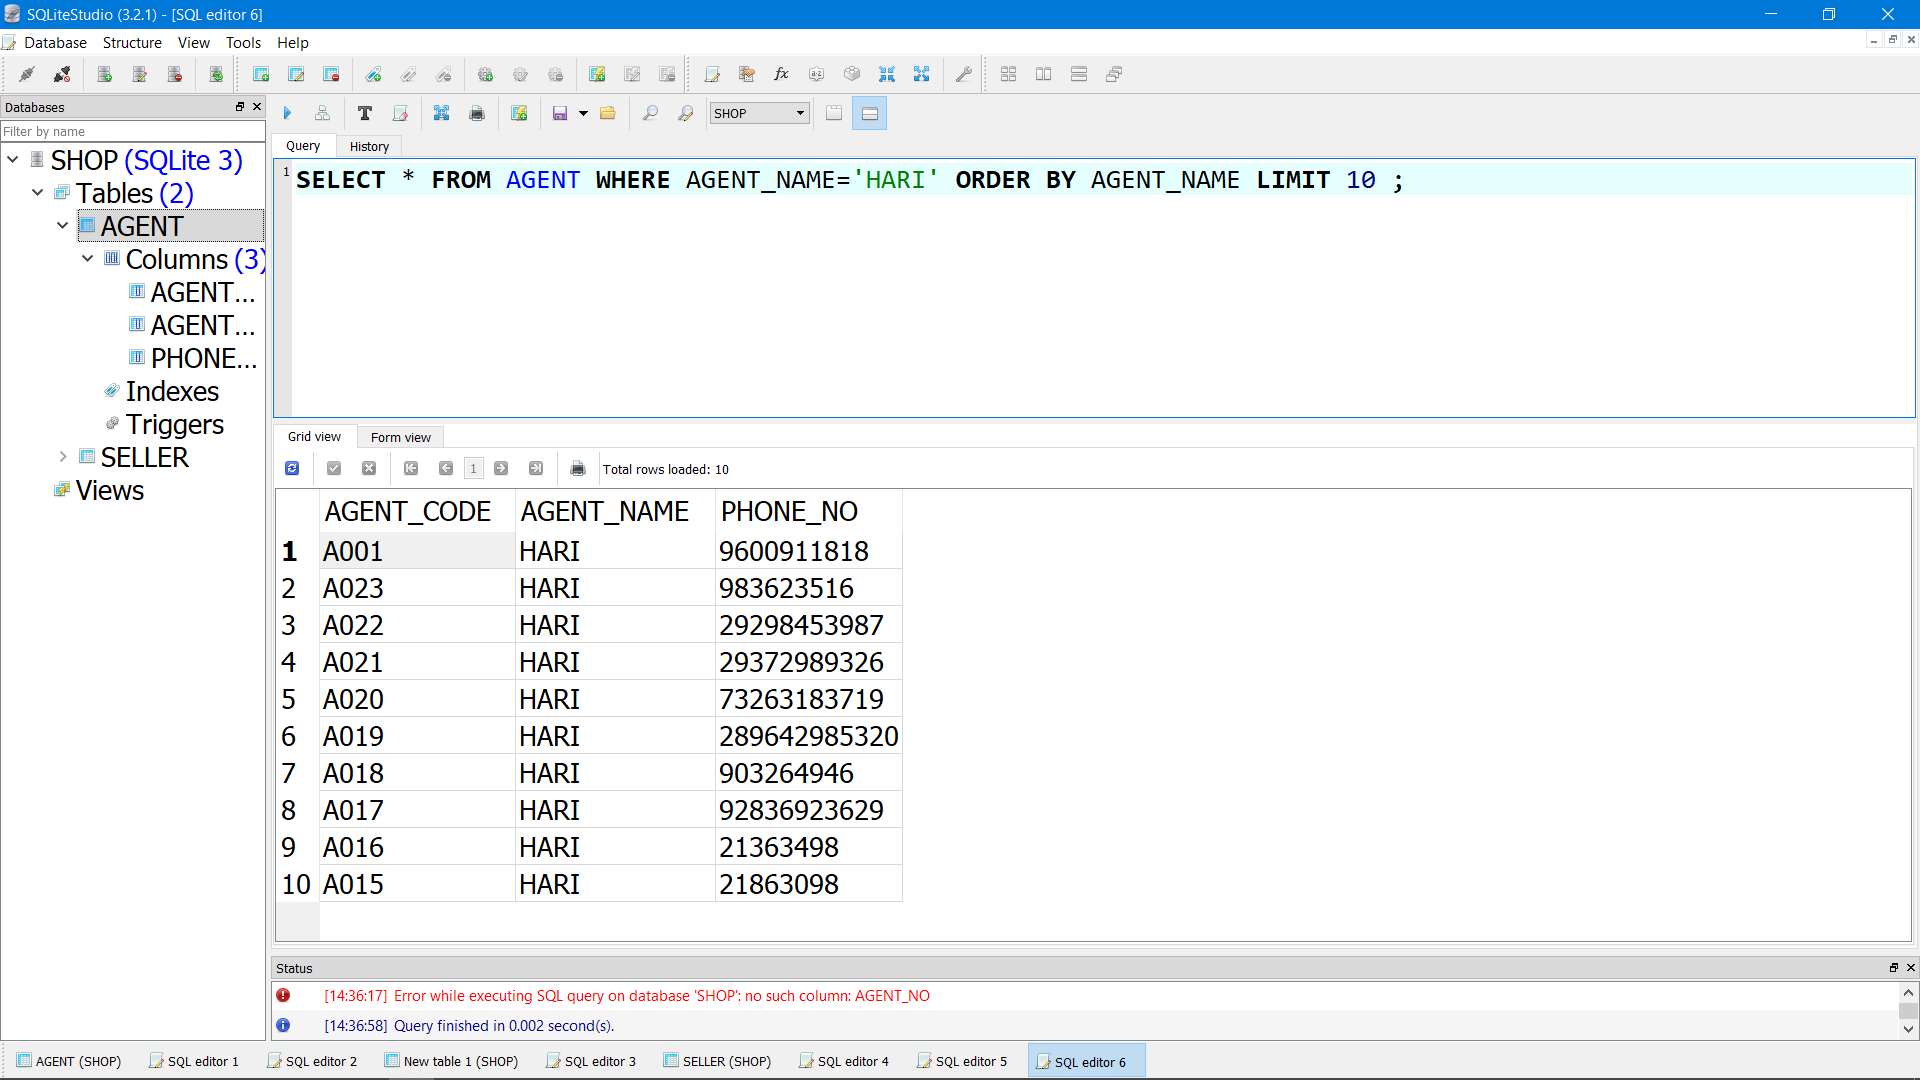 SQLiteStudio (3.2.1) - [SQL editor 6]
Database Structure View Tools Help
Databases
Filter by name
SHOP (SQLite 3)
Tables (2)
AGENT
Columns (3)
AGENT...
AGENT...
PHONE...
Indexes
Triggers
SELLER
Views
SHOP
Query History
1 SELECT * FROM AGENT WHERE AGENT_NAME='HARI' ORDER BY AGENT_NAME LIMIT 10 ;
Grid view Form view
1 Total rows loaded: 10
AGENT_CODE AGENT_NAME PHONE_NO
1 A001 HARI 9600911818
2 A023 HARI 983623516
3 A022 HARI 29298453987
4 A021 HARI 29372989326
5 A020 HARI 73263183719
6 A019 HARI 289642985320
7 A018 HARI 903264946
8 A017 HARI 92836923629
9 A016 HARI 21363498
10 A015 HARI 21863098
Status
[14:36:17] Error while executing SQL query on database 'SHOP': no such column: AGENT_NO
[14:36:58] Query finished in 0.002 second(s).
AGENT (SHOP) SQL editor 1 SQL editor 2 New table 1 (SHOP) SQL editor 3 SELLER (SHOP) SQL editor 4 SQL editor 5 SQL editor 6